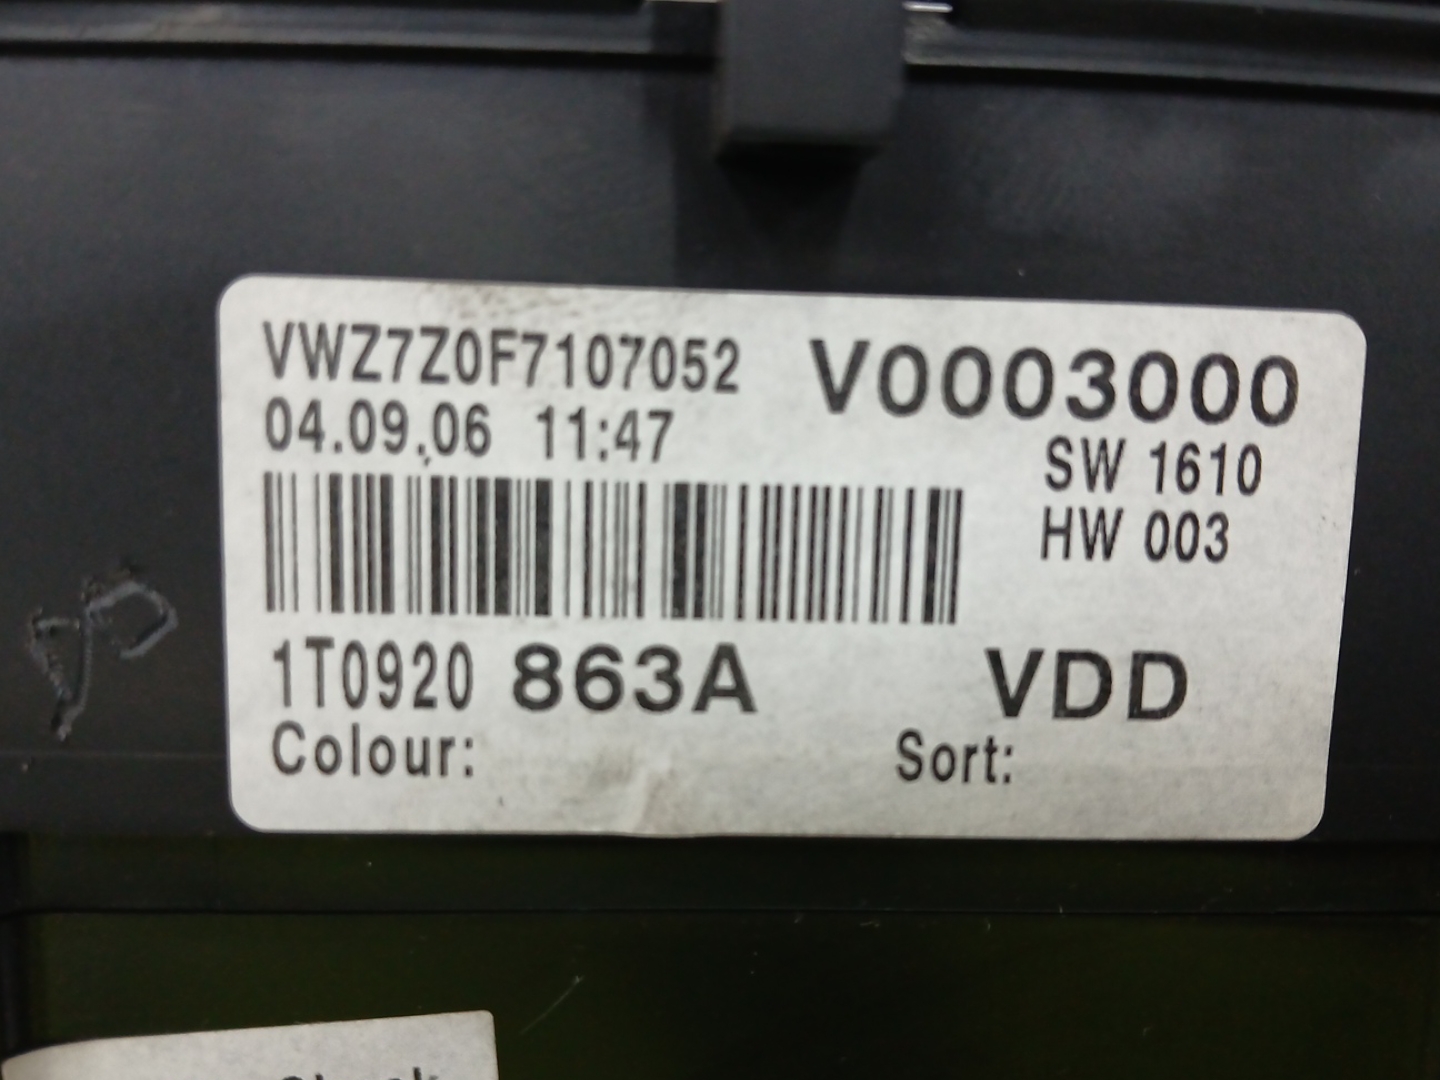 VWZ7Z0F7107052 V0003000
04.09.06 11:47 SW 1610
HW 003
1T0920 863A VDD
Colour: Sort: